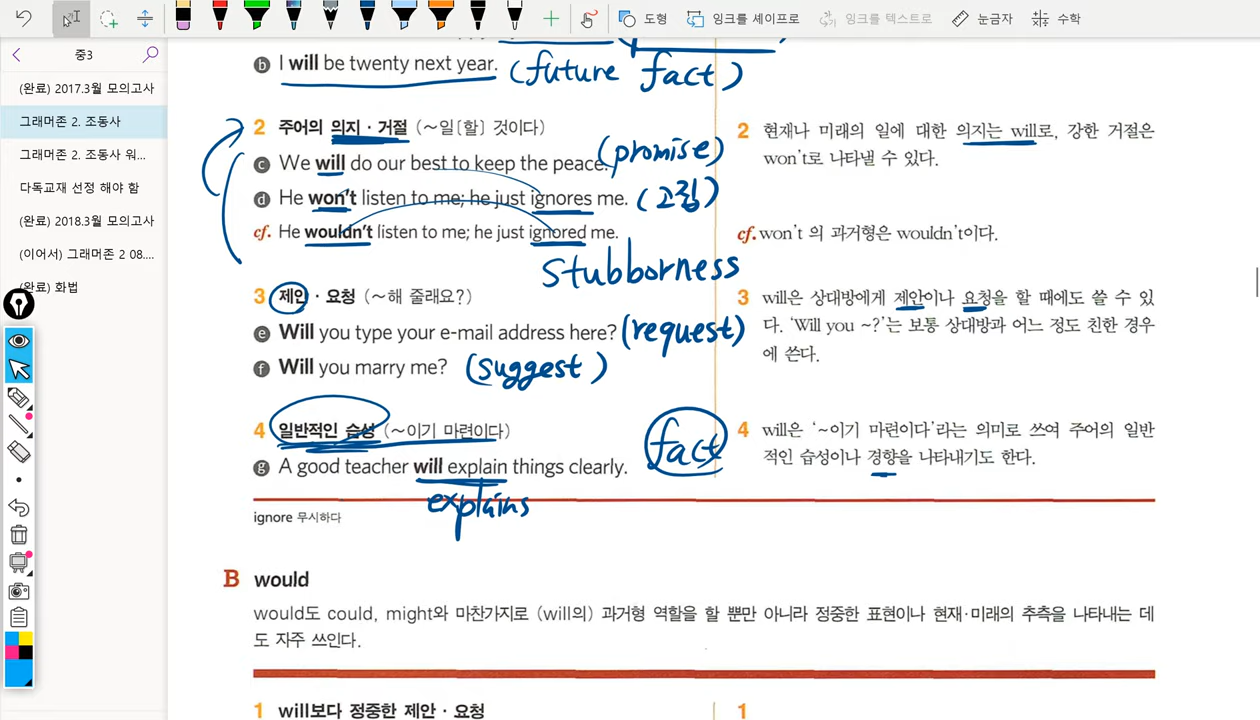 도형
잉크를 셰이프로
잉크를 텍스트로
눈금자
수학
중3
(완료) 2017.3월 모의고사
그래머존 2. 조동사
그래머존 2. 조동사 워...
다독교재 선정 해야 함
(완료) 2018.3월 모의고사
(이어서) 그래머존 2 08....
(완료) 화법
b I will be twenty next year. (future fact)
2 주어의 의지 · 거절 (～일[할] 것이다)
c We will do our best to keep the peace. (promise)
d He won't listen to me; he just ignores me. (고집)
cf. He wouldn't listen to me; he just ignored me.
stubborness
3 제안 · 요청 (～해 줄래요?)
e Will you type your e-mail address here? (request)
f Will you marry me? (suggest)
4 일반적인 습성 (～이기 마련이다)
fact
g A good teacher will explain things clearly.
explains
ignore 무시하다
2 현재나 미래의 일에 대한 의지는 will로, 강한 거절은
won't로 나타낼 수 있다.
cf. won't 의 과거형은 wouldn't이다.
3 will은 상대방에게 제안이나 요청을 할 때에도 쓸 수 있
다. 'Will you ~?'는 보통 상대방과 어느 정도 친한 경우
에 쓴다.
4 will은 '～이기 마련이다'라는 의미로 쓰여 주어의 일반
적인 습성이나 경향을 나타내기도 한다.
B would
would도 could, might와 마찬가지로 (will의) 과거형 역할을 할 뿐만 아니라 정중한 표현이나 현재·미래의 추측을 나타내는 데
도 자주 쓰인다.
1 will보다 정중한 제안 · 요청
1